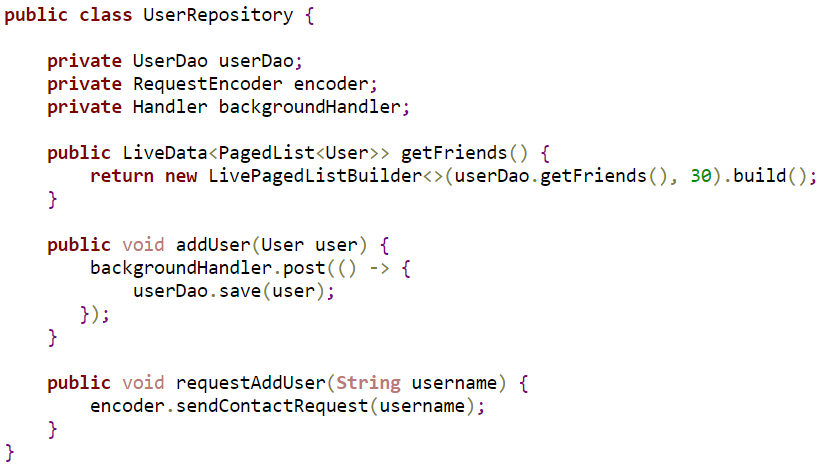 public class UserRepository {
private UserDao userDao;
private RequestEncoder encoder;
private Handler backgroundHandler;
public LiveData<PagedList<User>> getFriends() {
return new LivePagedListBuilder<>(userDao.getFriends(), 30).build();
}
public void addUser(User user) {
backgroundHandler.post(() -> {
userDao.save(user);
});
}
public void requestAddUser(String username) {
encoder.sendContactRequest(username);
}
}